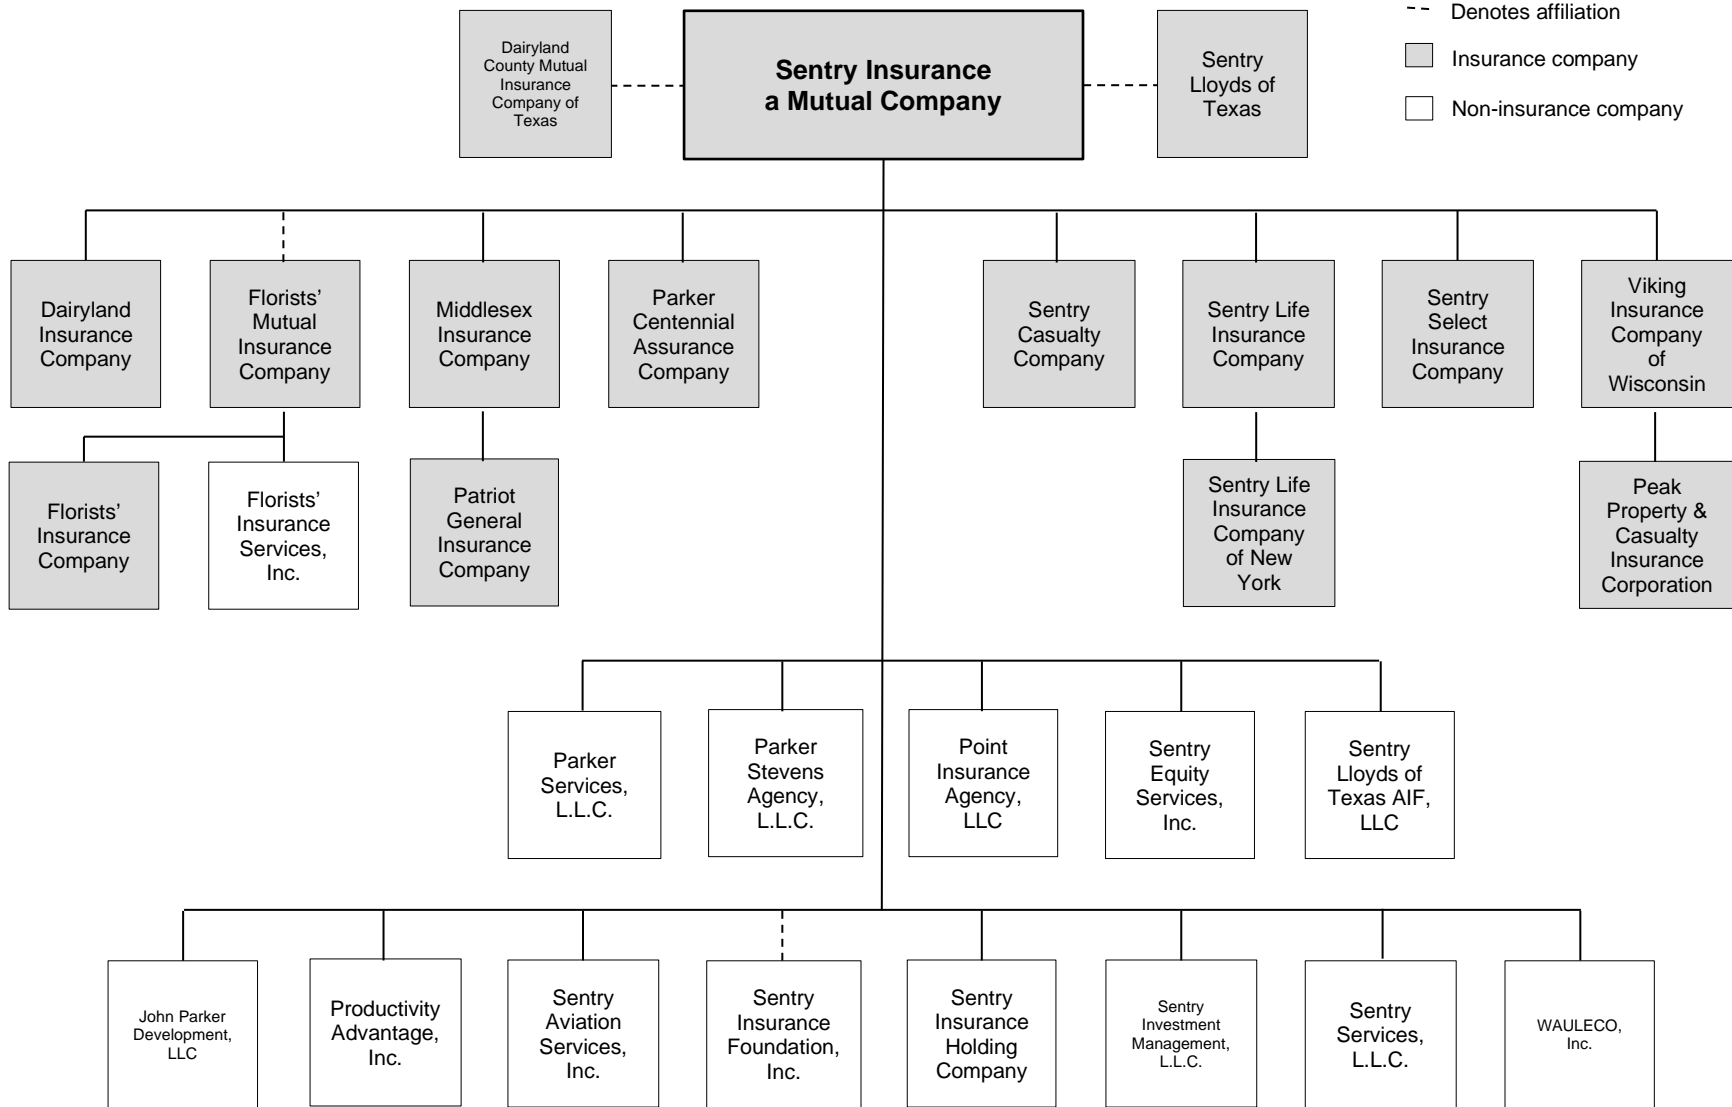 Denotes affiliation
Insurance company
Non-insurance company
Dairyland
County Mutual
Insurance
Company of
Texas
Sentry Insurance
a Mutual Company
Sentry
Lloyds of
Texas
Dairyland
Insurance
Company
Florists’
Mutual
Insurance
Company
Middlesex
Insurance
Company
Parker
Centennial
Assurance
Company
Sentry
Casualty
Company
Sentry Life
Insurance
Company
Sentry
Select
Insurance
Company
Viking
Insurance
Company
of
Wisconsin
Florists’
Insurance
Company
Florists’
Insurance
Services,
Inc.
Patriot
General
Insurance
Company
Sentry Life
Insurance
Company
of New
York
Peak
Property &
Casualty
Insurance
Corporation
Parker
Services,
L.L.C.
Parker
Stevens
Agency,
L.L.C.
Point
Insurance
Agency,
LLC
Sentry
Equity
Services,
Inc.
Sentry
Lloyds of
Texas AIF,
LLC
John Parker
Development,
LLC
Productivity
Advantage,
Inc.
Sentry
Aviation
Services,
Inc.
Sentry
Insurance
Foundation,
Inc.
Sentry
Insurance
Holding
Company
Sentry
Investment
Management,
L.L.C.
Sentry
Services,
L.L.C.
WAULECO,
Inc.